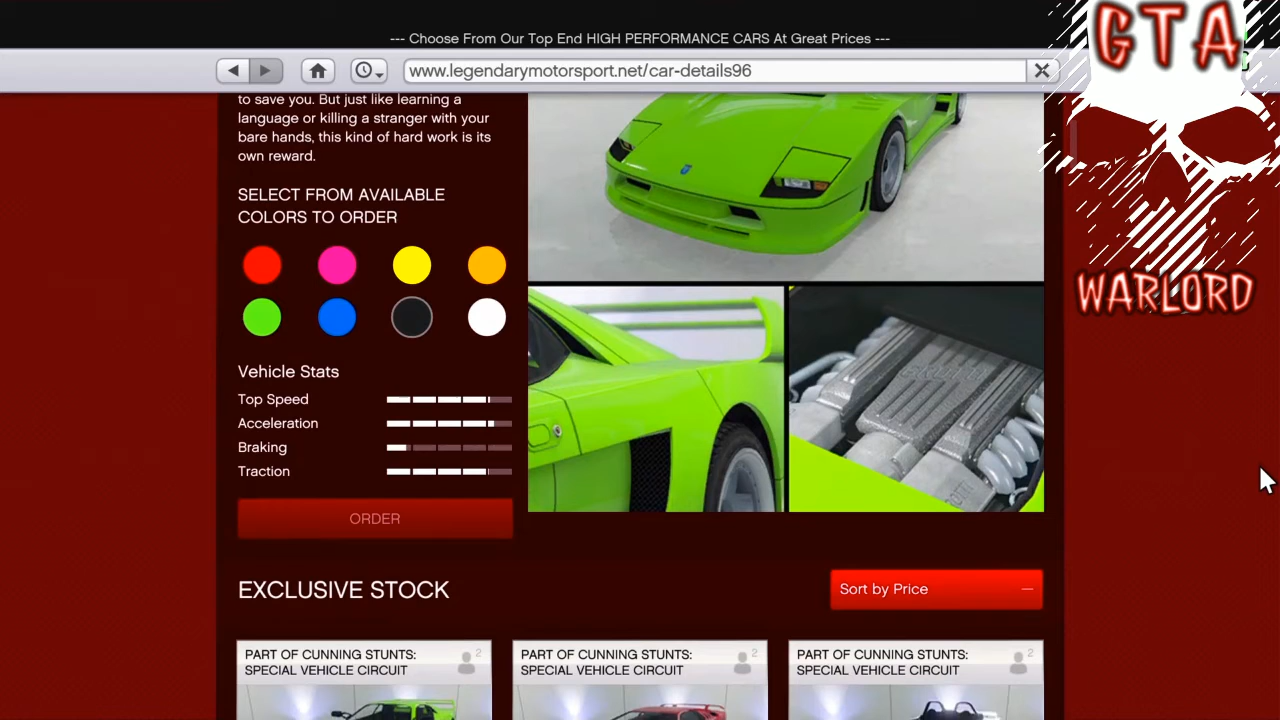 GTA
--- Choose From Our Top End HIGH PERFORMANCE CARS At Great Prices ---
www.legendarymotorsport.net/car-details96
to save you. But just like learning a
language or killing a stranger with your
bare hands, this kind of hard work is its
own reward.
WARLORD
SELECT FROM AVAILABLE
COLORS TO ORDER
Vehicle Stats
Top Speed
Acceleration
Braking
Traction
ORDER
EXCLUSIVE STOCK
Sort by Price
PART OF CUNNING STUNTS:
SPECIAL VEHICLE CIRCUIT
2
PART OF CUNNING STUNTS:
SPECIAL VEHICLE CIRCUIT
2
PART OF CUNNING STUNTS:
SPECIAL VEHICLE CIRCUIT
2